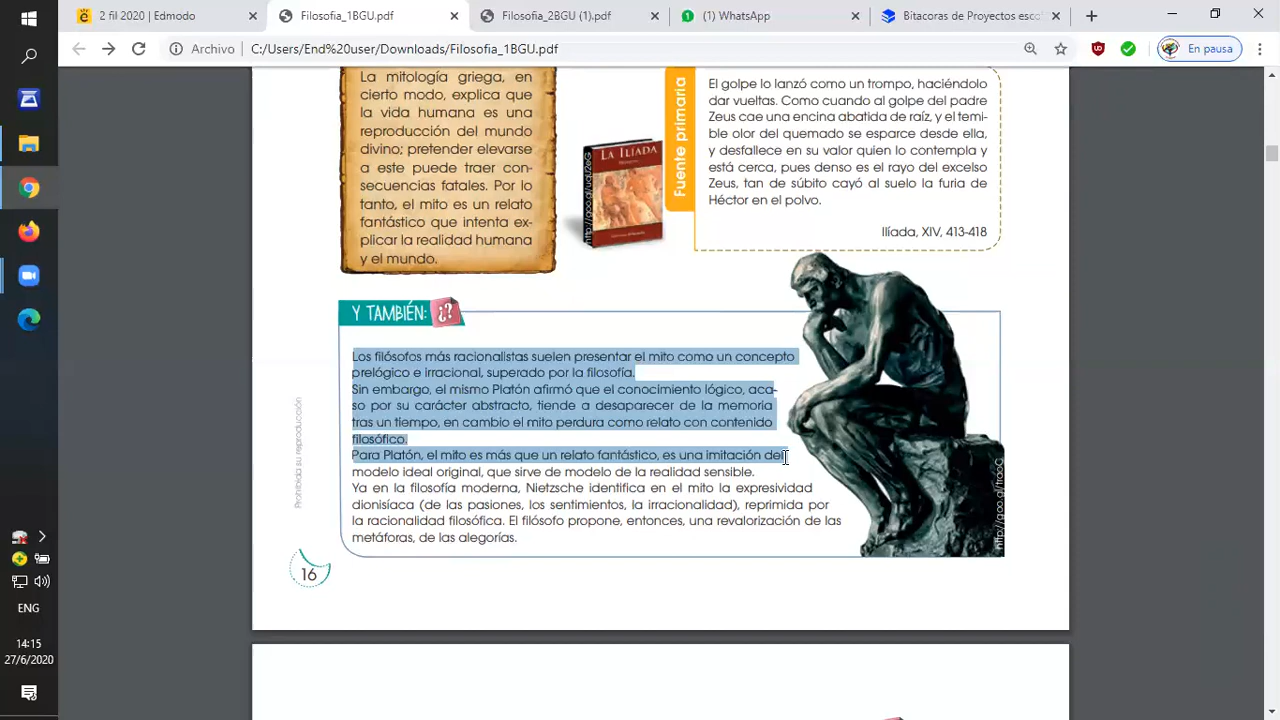 2 fil 2020 | Edmodo
Filosofia_1BGU.pdf
Filosofia_2BGU (1).pdf
(1) WhatsApp
Bitacoras de Proyectos escol
Archivo
C:/Users/End%20user/Downloads/Filosofia_1BGU.pdf
En pausa
La mitología griega, en
cierto modo, explica que
la vida humana es una
reproducción del mundo
divino; pretender elevarse
a este puede traer con-
secuencias fatales. Por lo
tanto, el mito es un relato
fantástico que intenta ex-
plicar la realidad humana
y el mundo.
LA ILÍADA
Fuente primaria
El golpe lo lanzó como un trompo, haciéndolo
dar vueltas. Como cuando al golpe del padre
Zeus cae una encina abatida de raíz, y el temi-
ble olor del quemado se esparce desde ella,
y desfallece en su valor quien lo contempla y
está cerca, pues denso es el rayo del excelso
Zeus, tan de súbito cayó al suelo la furia de
Héctor en el polvo.
Ilíada, XIV, 413-418
Y TAMBIÉN: ¿?
Los filósofos más racionalistas suelen presentar el mito como un concepto
prelógico e irracional, superado por la filosofía.
Sin embargo, el mismo Platón afirmó que el conocimiento lógico, aca-
so por su carácter abstracto, tiende a desaparecer de la memoria
tras un tiempo, en cambio el mito perdura como relato con contenido
filosófico.
Para Platón, el mito es más que un relato fantástico, es una imitación del
modelo ideal original, que sirve de modelo de la realidad sensible.
Ya en la filosofía moderna, Nietzsche identifica en el mito la expresividad
dionisíaca (de las pasiones, los sentimientos, la irracionalidad), reprimida por
la racionalidad filosófica. El filósofo propone, entonces, una revalorización de las
metáforas, de las alegorías.
Prohibida su reproducción
16
ENG
14:15
27/6/2020